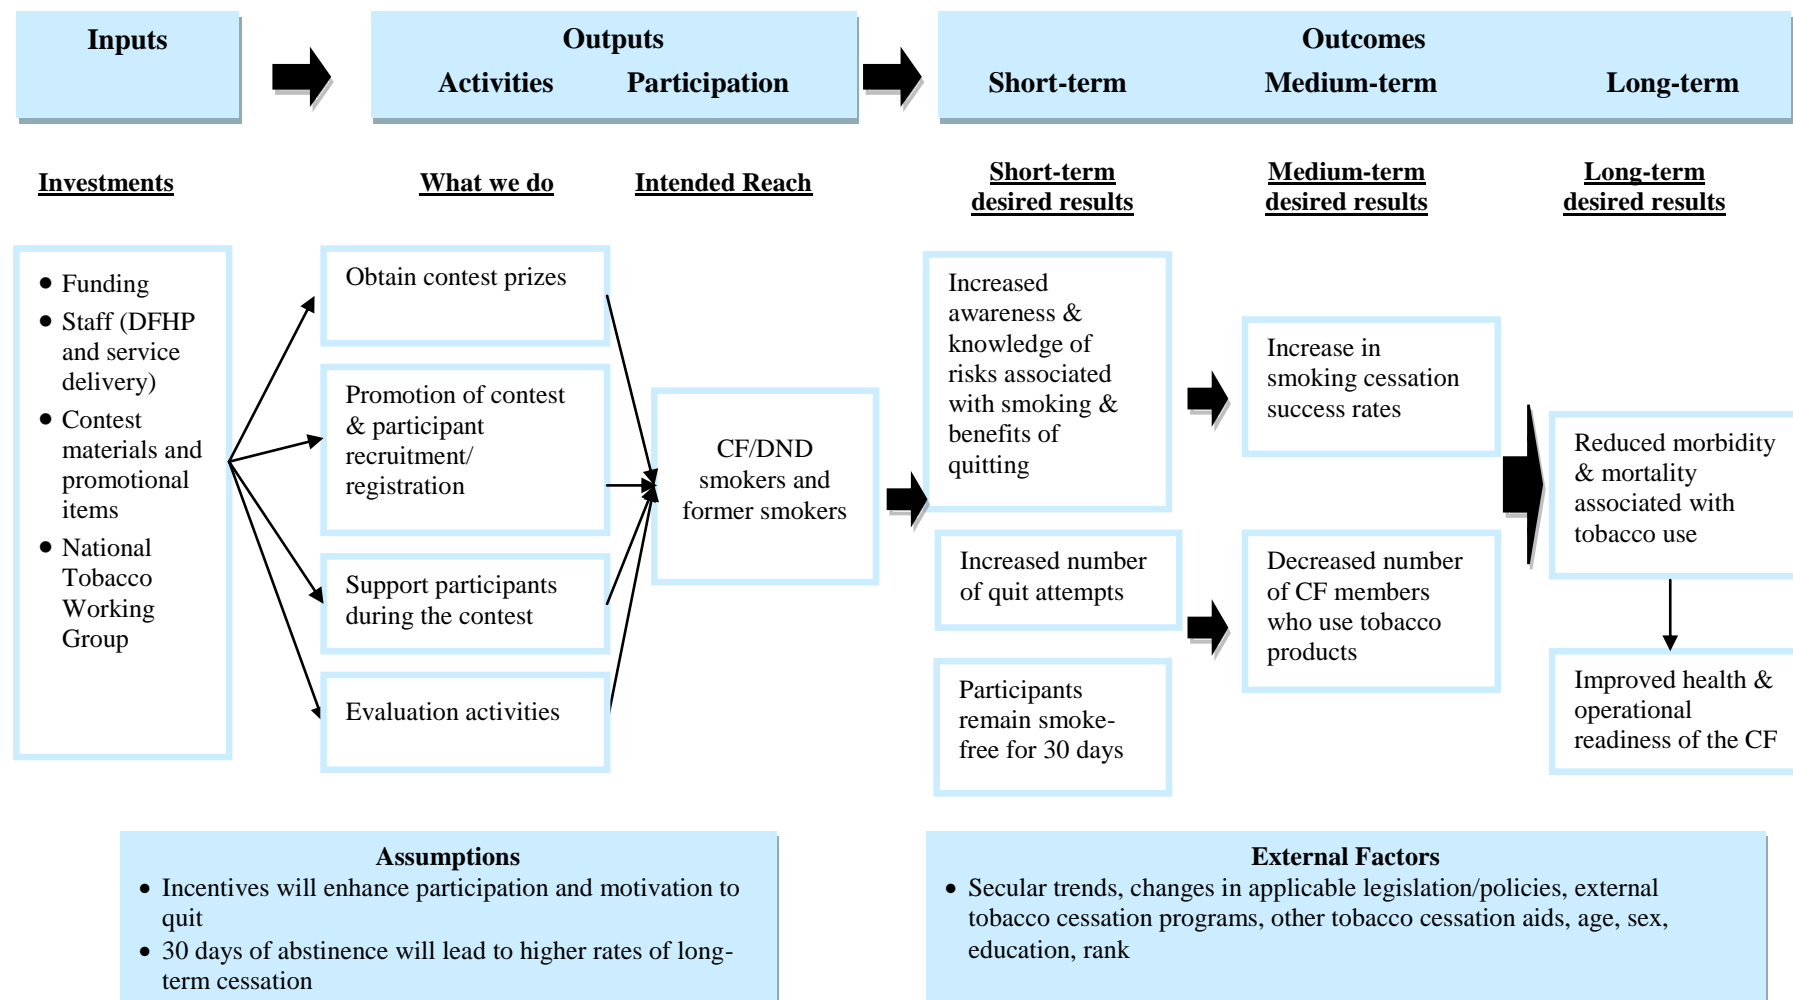 Inputs
Outputs
Activities Participation
Outcomes
Short-term Medium-term Long-term
Investments
What we do
Intended Reach
Short-term
desired results
Medium-term
desired results
Long-term
desired results
• Funding
• Staff (DFHP
and service
delivery)
• Contest
materials and
promotional
items
• National
Tobacco
Working
Group
Obtain contest prizes
Promotion of contest
& participant
recruitment/
registration
Support participants
during the contest
Evaluation activities
CF/DND
smokers and
former smokers
Increased
awareness &
knowledge of
risks associated
with smoking &
benefits of
quitting
Increased number
of quit attempts
Participants
remain smoke-
free for 30 days
Increase in
smoking cessation
success rates
Decreased number
of CF members
who use tobacco
products
Reduced morbidity
& mortality
associated with
tobacco use
Improved health &
operational
readiness of the CF
Assumptions
• Incentives will enhance participation and motivation to
quit
• 30 days of abstinence will lead to higher rates of long-
term cessation
External Factors
• Secular trends, changes in applicable legislation/policies, external
tobacco cessation programs, other tobacco cessation aids, age, sex,
education, rank